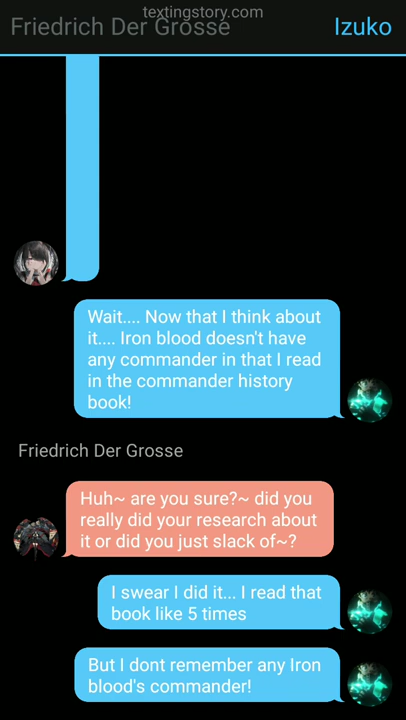 textingstory.com
Friedrich Der Grosse
Izuko
Wait.... Now that I think about
it.... Iron blood doesn't have
any commander in that I read
in the commander history
book!
Friedrich Der Grosse
Huh~ are you sure?~ did you
really did your research about
it or did you just slack of~?
I swear I did it... I read that
book like 5 times
But I dont remember any Iron
blood's commander!